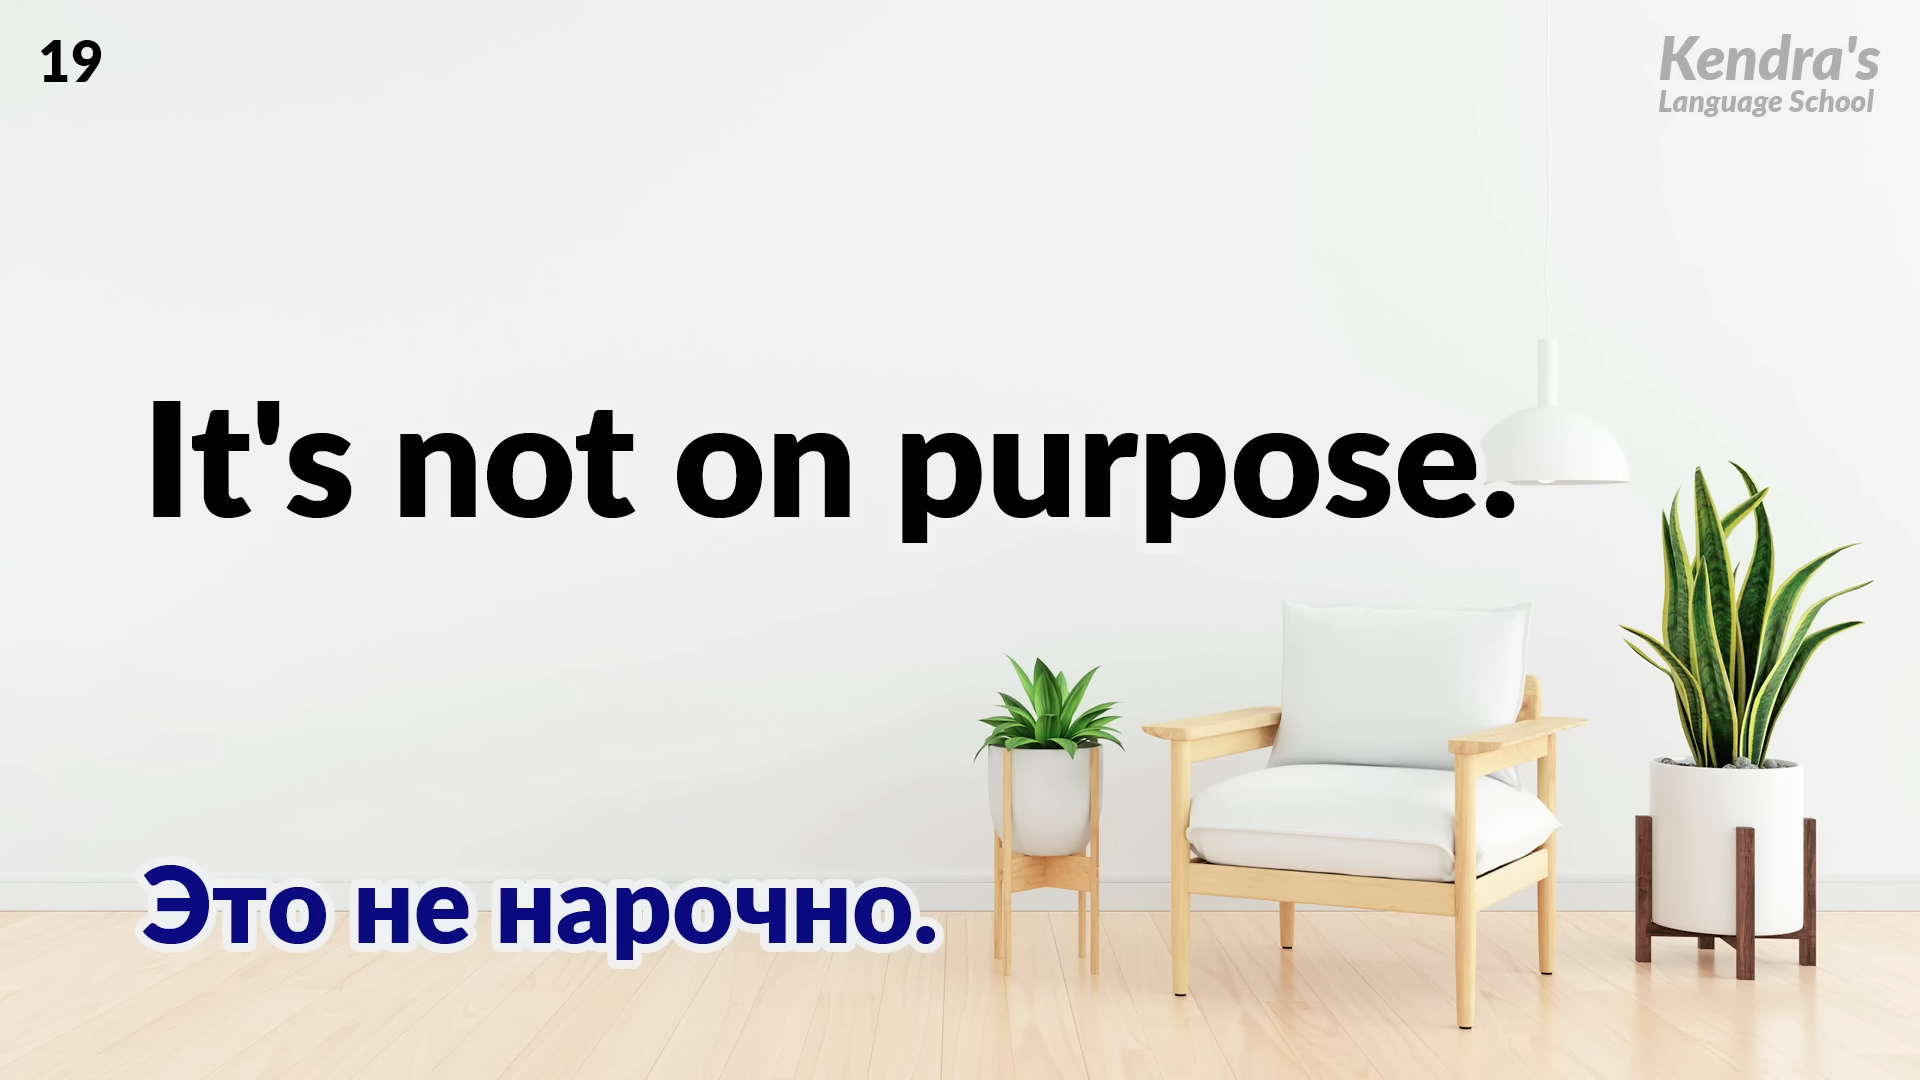 19
Kendra's
Language School
It's not on purpose.
Это не нарочно.